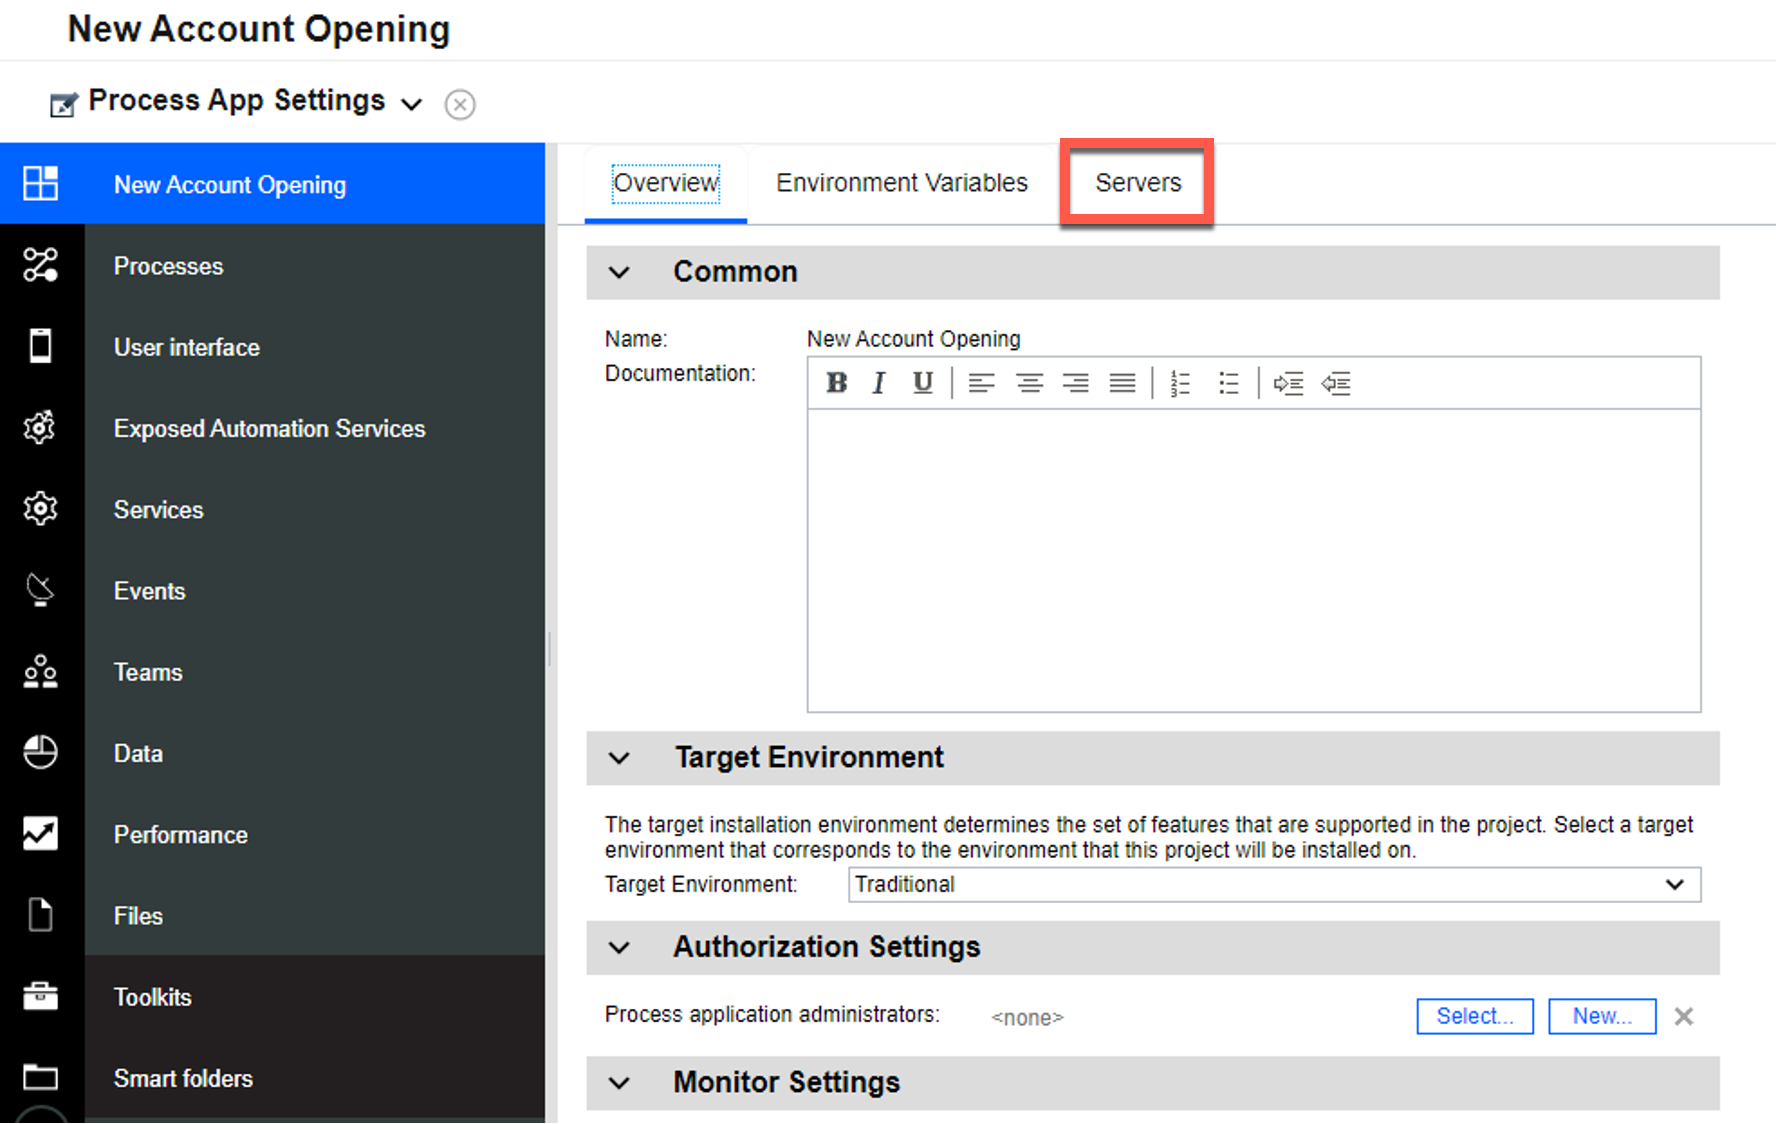 New Account Opening
Process App Settings
New Account Opening
Processes
User interface
Exposed Automation Services
Services
Events
Teams
Data
Performance
Files
Toolkits
Smart folders
Overview
Environment Variables
Servers
Common
Name:
New Account Opening
Documentation:
B I U
Target Environment
The target installation environment determines the set of features that are supported in the project. Select a target
environment that corresponds to the environment that this project will be installed on.
Target Environment:
Traditional
Authorization Settings
Process application administrators:
<none>
Select...
New...
Monitor Settings